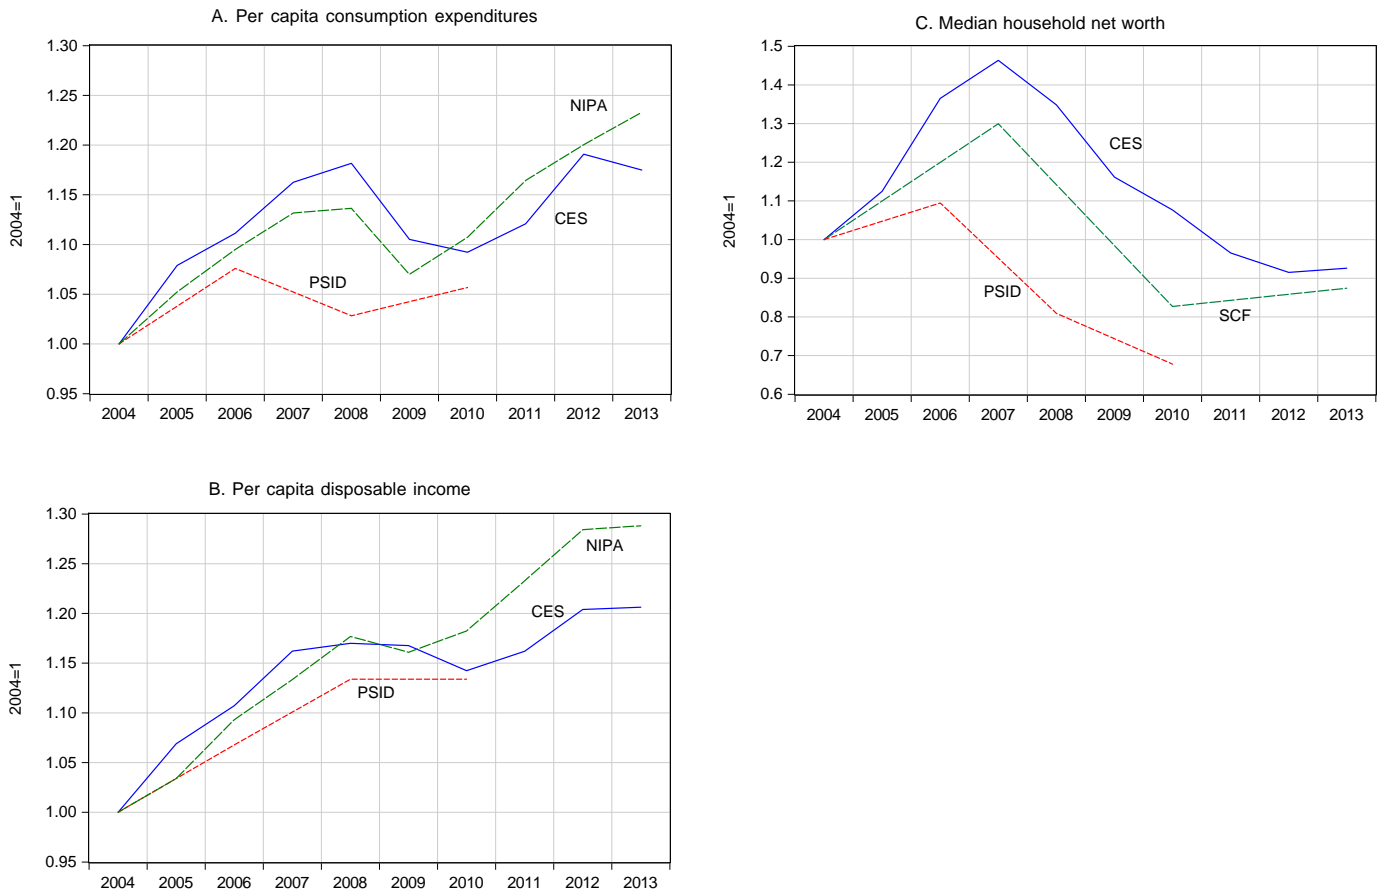 A. Per capita consumption expenditures
1.30
1.25
1.20
1.15
1.10
1.05
1.00
0.95
2004=1
NIPA
CES
PSID
2004 2005 2006 2007 2008 2009 2010 2011 2012 2013
C. Median household net worth
1.5
1.4
1.3
1.2
1.1
1.0
0.9
0.8
0.7
0.6
2004=1
CES
PSID
SCF
2004 2005 2006 2007 2008 2009 2010 2011 2012 2013
B. Per capita disposable income
1.30
1.25
1.20
1.15
1.10
1.05
1.00
0.95
2004=1
NIPA
CES
PSID
2004 2005 2006 2007 2008 2009 2010 2011 2012 2013